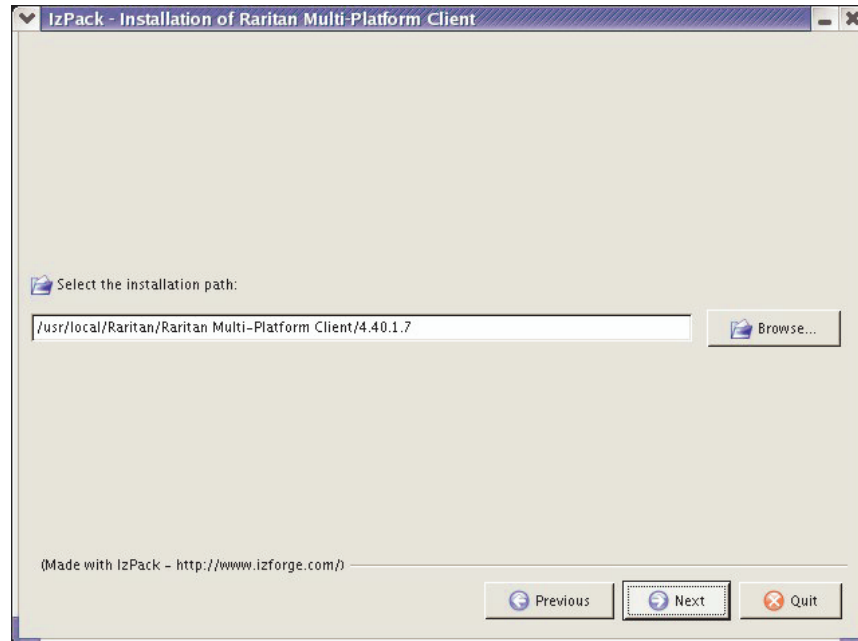 IzPack - Installation of Raritan Multi-Platform Client
Select the installation path:
/usr/local/Raritan/Raritan Multi-Platform Client/4.40.1.7
Browse...
(Made with IzPack - http://www.izforge.com/)
Previous
Next
Quit